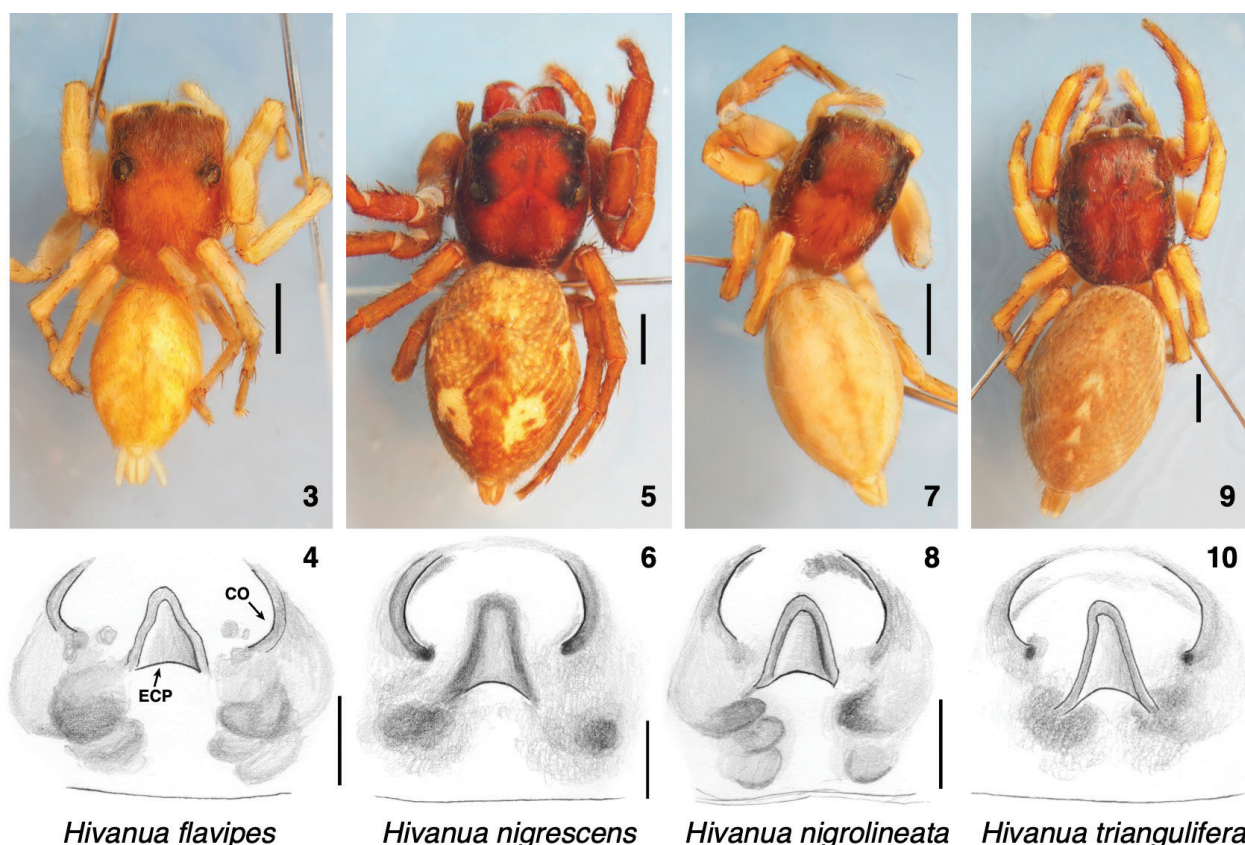 3 5 7 9
4 6 8 10
CO
ECP
Hivanua flavipes Hivanua nigrescens Hivanua nigrolineata Hivanua triangulifera